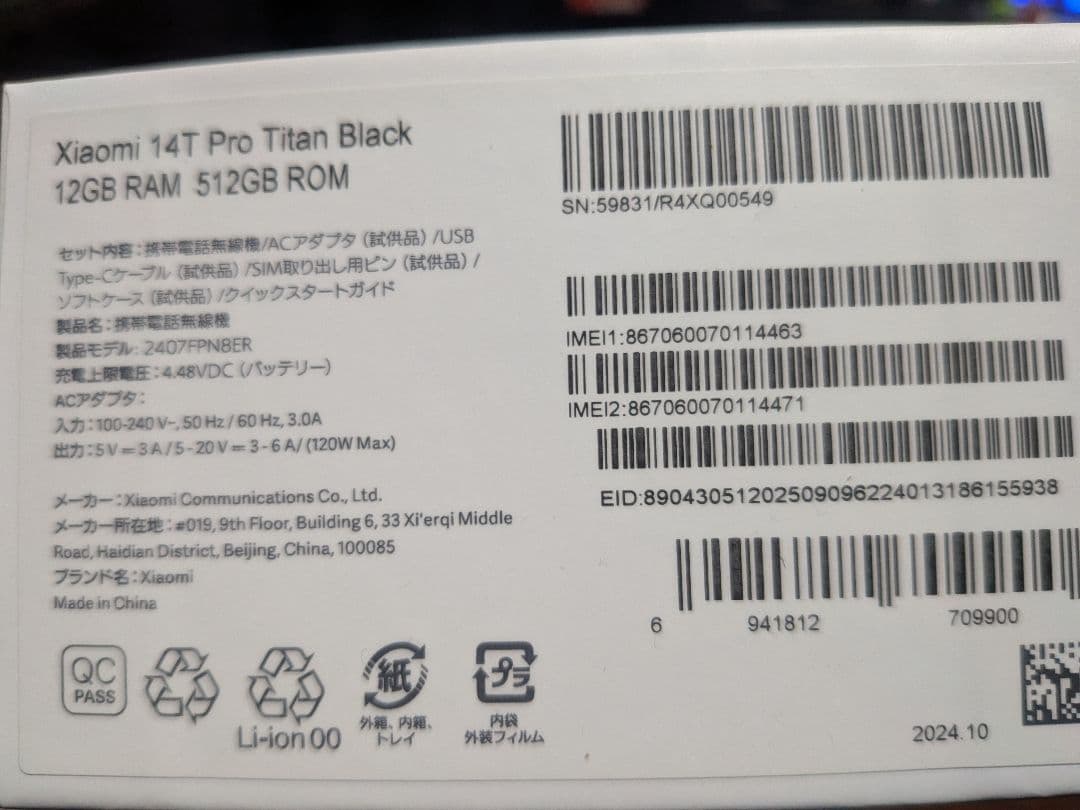 Xiaomi 14T Pro Titan Black
12GB RAM 512GB ROM
セット内容：携帯電話無線機/ACアダプタ（試供品）/USB
Type-Cケーブル（試供品）/SIM取り出し用ピン（試供品）/
ソフトケース（試供品）/クイックスタートガイド
製品名：携帯電話無線機
製品モデル：2407FPN8ER
充電上限電圧：4.48VDC（バッテリー）
ACアダプタ：
入力：100-240 V~, 50 Hz / 60 Hz, 3.0A
出力：5 V ⎓ 3 A / 5-20 V ⎓ 3-6 A/ (120W Max)
メーカー：Xiaomi Communications Co., Ltd.
メーカー所在地：#019, 9th Floor, Building 6, 33 Xi'erqi Middle
Road, Haidian District, Beijing, China, 100085
ブランド名：Xiaomi
Made in China
QC
PASS
Li-ion 00
紙
外箱、内箱、
トレイ
プラ
内袋
外装フィルム
SN:59831/R4XQ00549
IMEI1:867060070114463
IMEI2:867060070114471
EID:89043051202509096224013186155938
6 941812 709900
2024.10